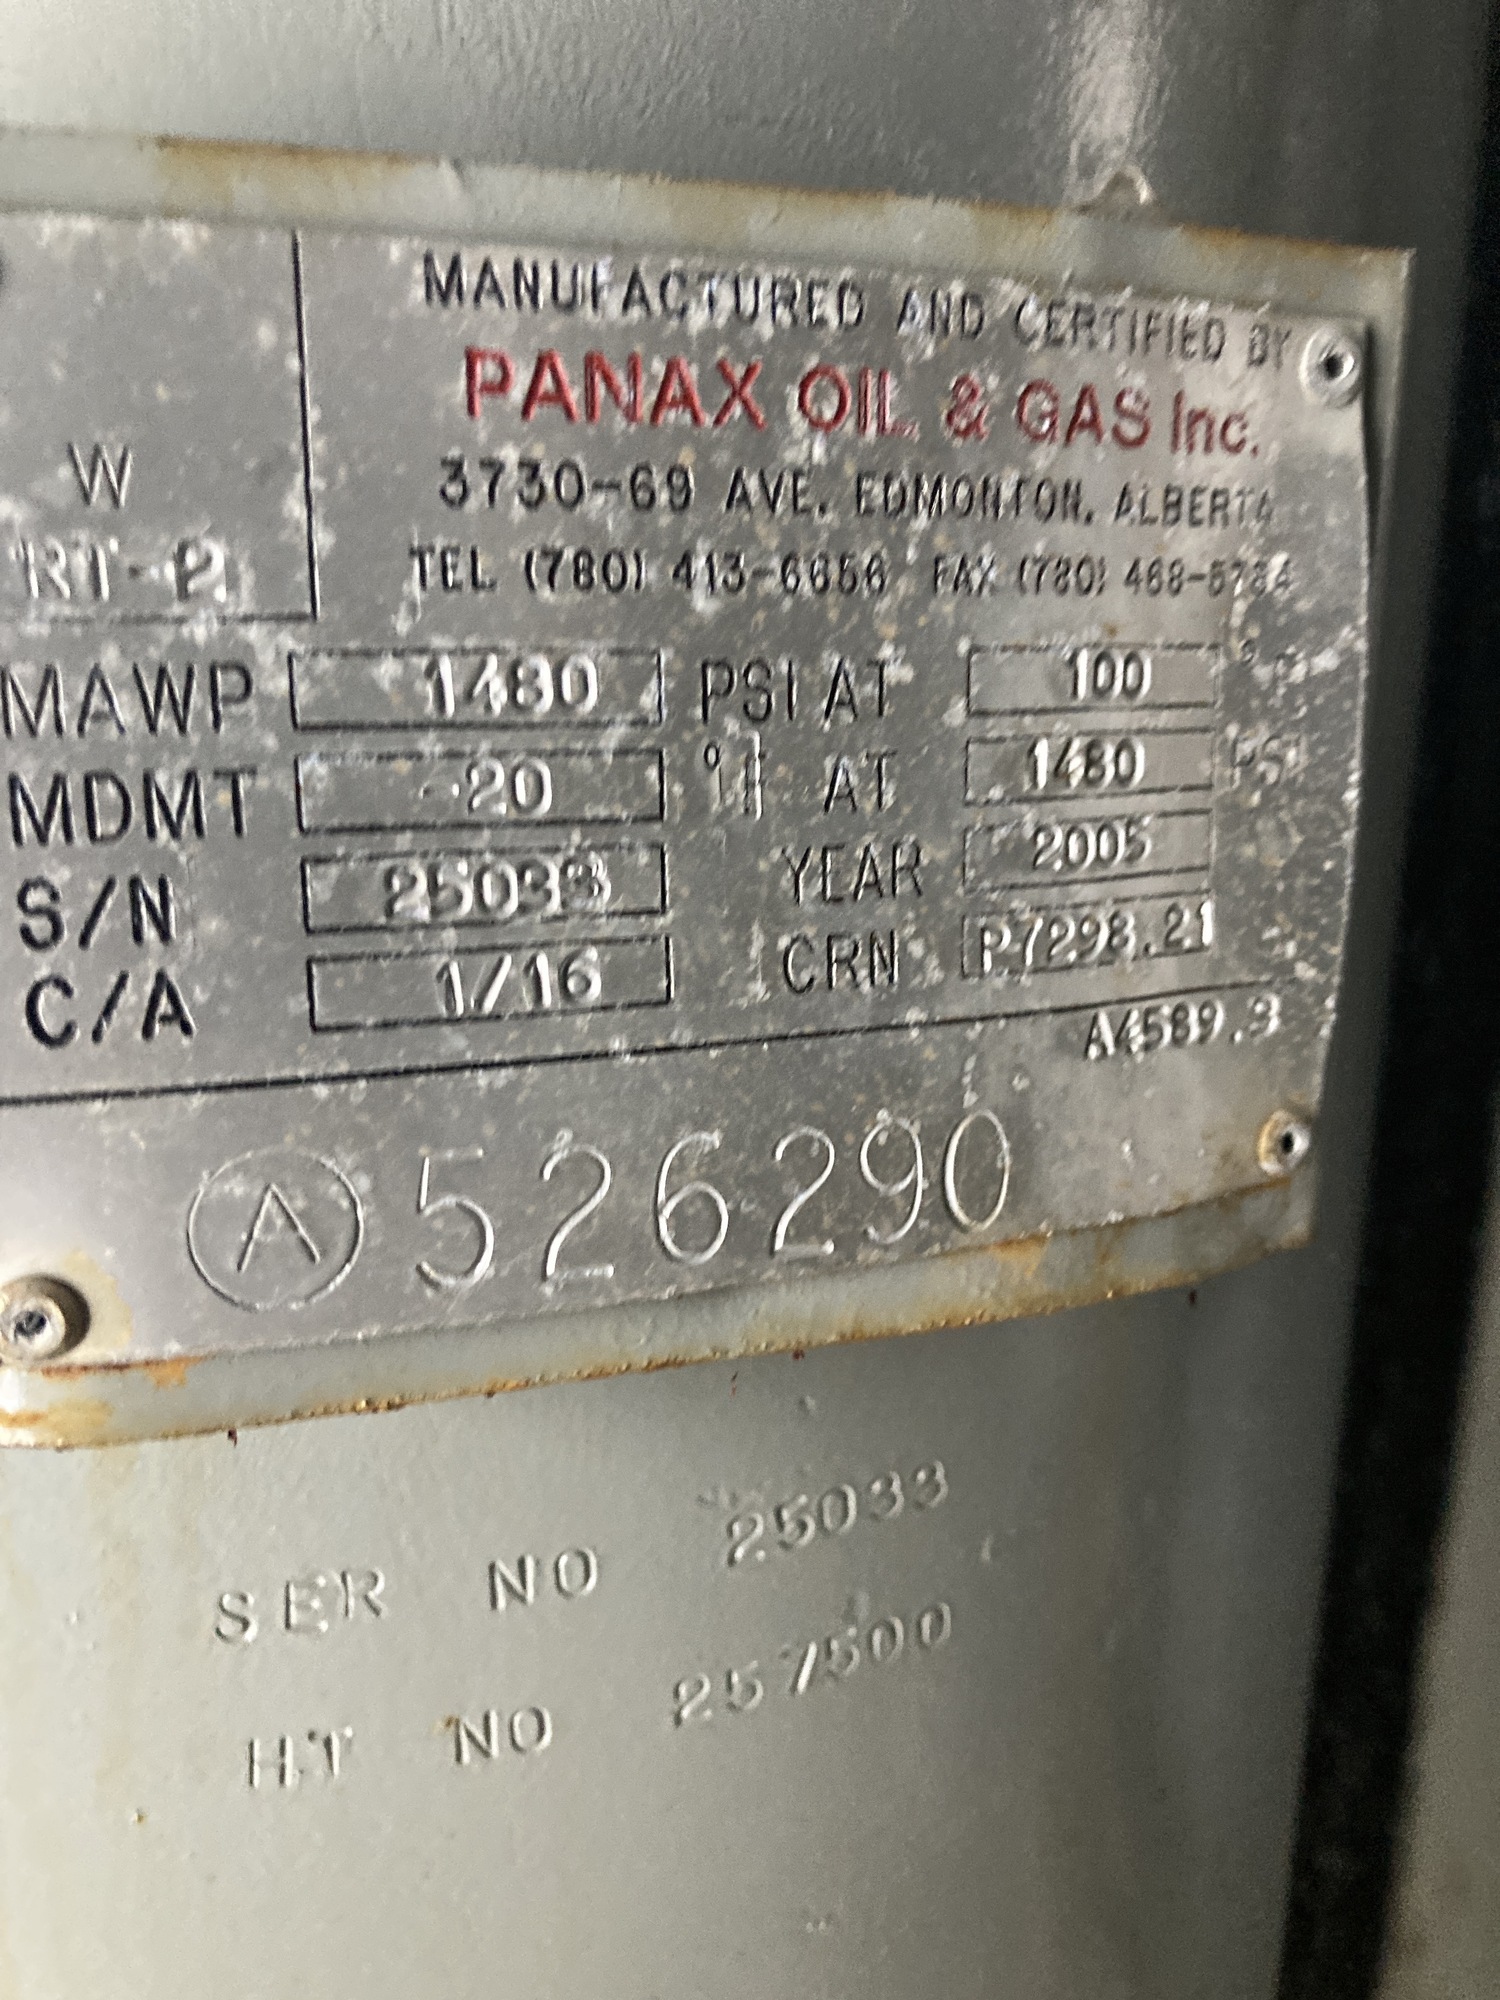 MANUFACTURED AND CERTIFIED BY
PANAX OIL & GAS Inc.
3730-69 AVE. EDMONTON, ALBERTA
TEL (780) 413-6656 FAX (780) 468-5784
W
RT-2
MAWP 1480 PSI AT 100 °F
MDMT -20 °F AT 1480 PSI
S/N 25033 YEAR 2005
C/A 1/16 CRN P7298.21
A4589.3
A 526290
SER NO 25033
HT NO 257500